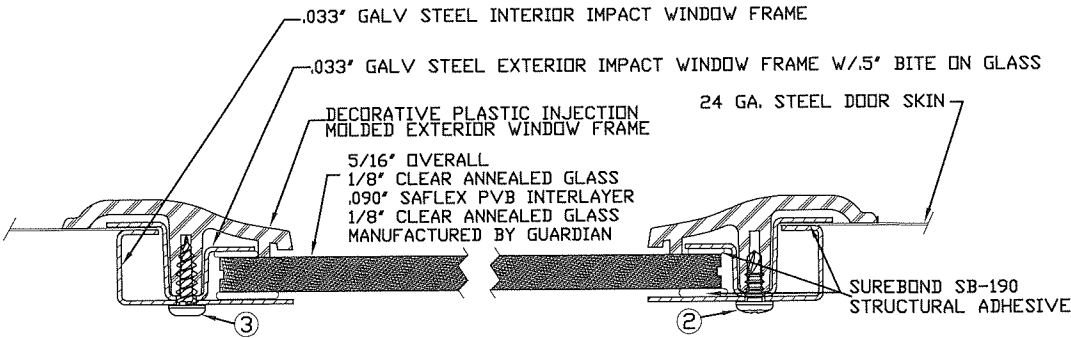 .033" GALV STEEL INTERIOR IMPACT WINDOW FRAME
.033" GALV STEEL EXTERIOR IMPACT WINDOW FRAME W/.5" BITE ON GLASS
24 GA. STEEL DOOR SKIN
DECORATIVE PLASTIC INJECTION
MOLDED EXTERIOR WINDOW FRAME
5/16" OVERALL
1/8" CLEAR ANNEALED GLASS
.090" SAFLEX PVB INTERLAYER
1/8" CLEAR ANNEALED GLASS
MANUFACTURED BY GUARDIAN
SUREBOND SB-190
STRUCTURAL ADHESIVE
3
2